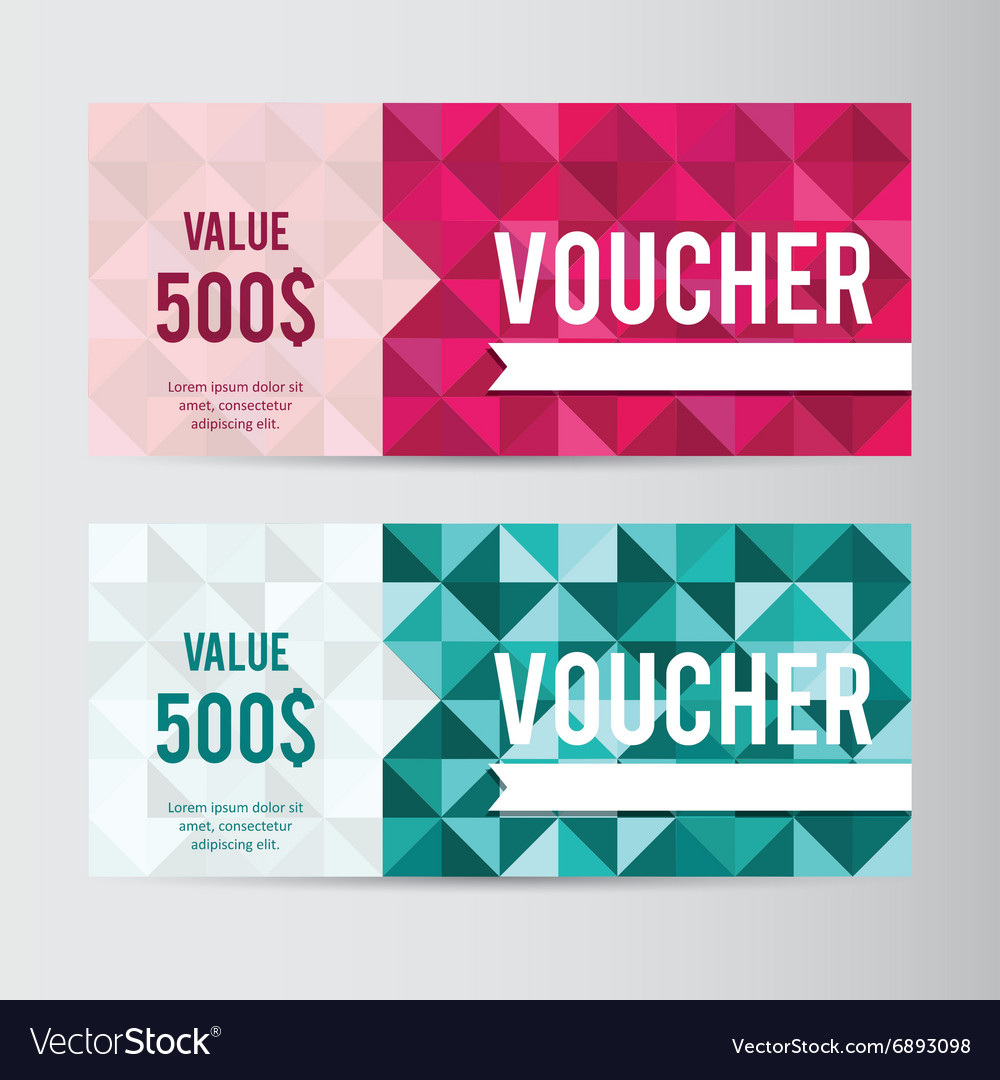 VALUE
500$
Lorem ipsum dolor sit
amet, consectetur
adipiscing elit.
VOUCHER
VALUE
500$
Lorem ipsum dolor sit
amet, consectetur
adipiscing elit.
VOUCHER
VectorStock®
VectorStock.com/6893098